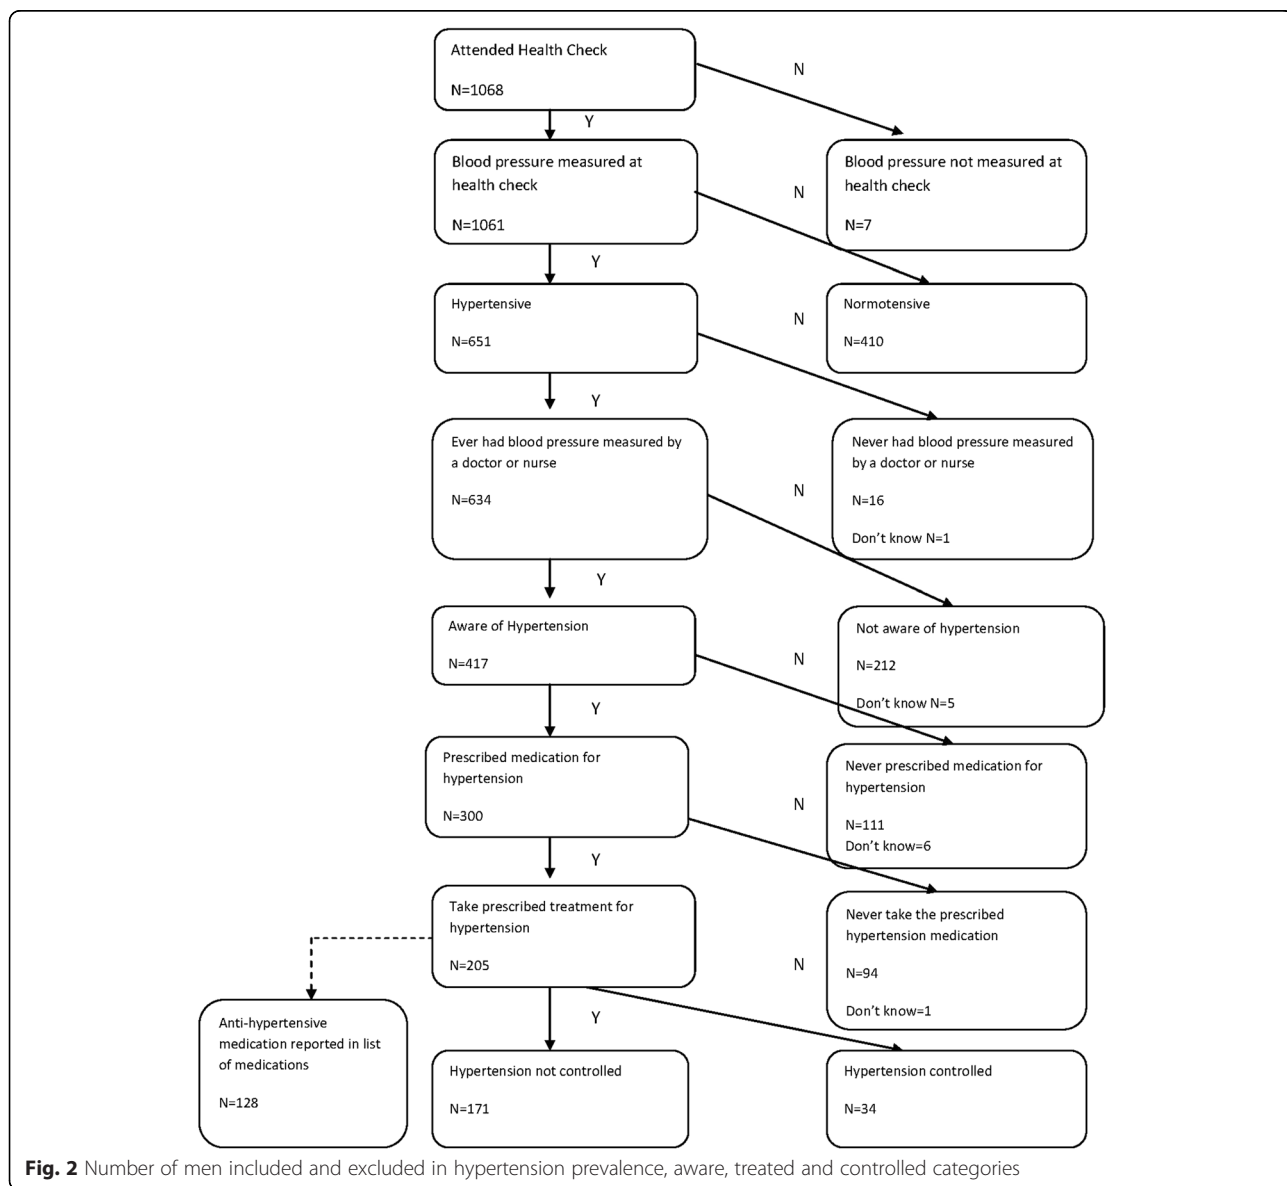 Attended Health Check
N=1068
N
Y
Blood pressure measured at
health check
N=1061
Blood pressure not measured at
health check
N=7
N
Y
Hypertensive
N=651
Normotensive
N=410
N
Y
Ever had blood pressure measured by
a doctor or nurse
N=634
Never had blood pressure measured
by a doctor or nurse
N=16
Don't know N=1
N
Y
Aware of Hypertension
N=417
Not aware of hypertension
N=212
Don't know N=5
N
Y
Prescribed medication for
hypertension
N=300
Never prescribed medication for
hypertension
N=111
Don't know=6
N
Y
Take prescribed treatment for
hypertension
N=205
Never take the prescribed
hypertension medication
N=94
Don't know=1
N
Y
Anti-hypertensive
medication reported in list
of medications
N=128
Hypertension not controlled
N=171
Hypertension controlled
N=34
Fig. 2 Number of men included and excluded in hypertension prevalence, aware, treated and controlled categories